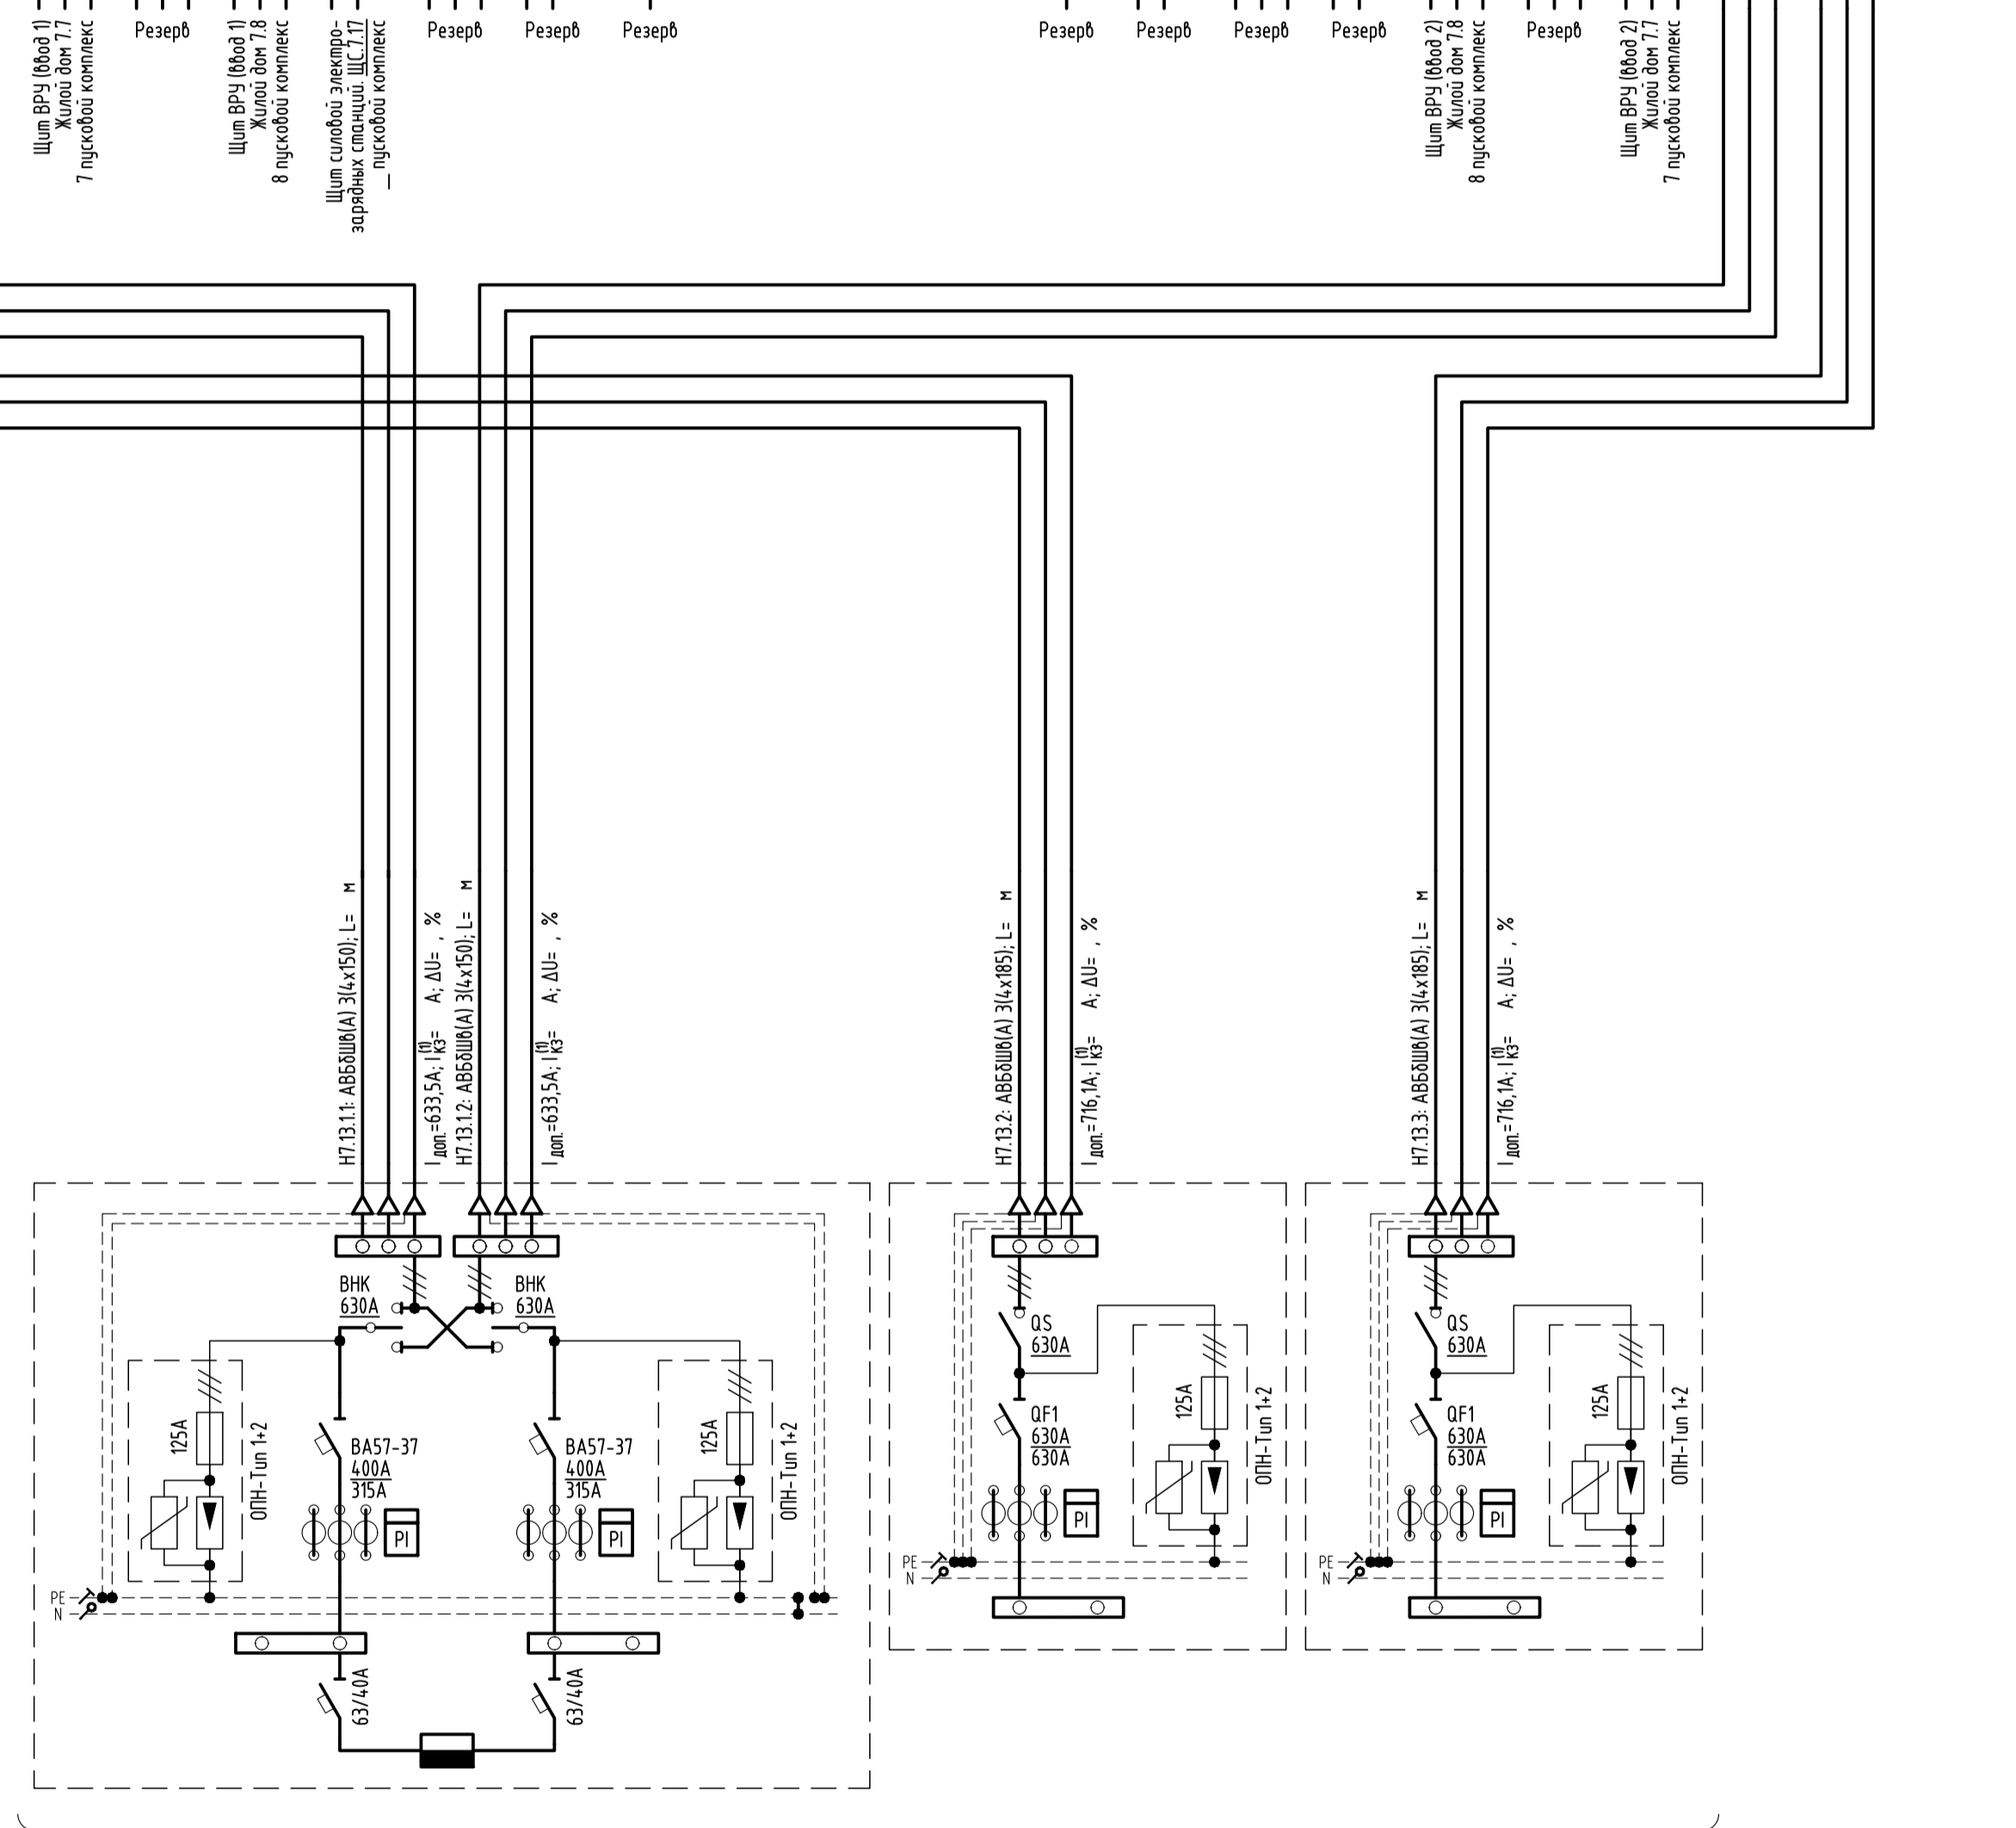 Щит ВРУ (ввод 1)
Жилой дом 7.7
7 пусковой комплекс
Резерв
Щит ВРУ (ввод 1)
Жилой дом 7.8
8 пусковой комплекс
Щит силовой электро-
зарядных станций. ЩС.7.17
__ пусковой комплекс
Резерв
Резерв
Резерв
Резерв
Резерв
Резерв
Резерв
Щит ВРУ (ввод 2)
Жилой дом 7.8
8 пусковой комплекс
Резерв
Щит ВРУ (ввод 2)
Жилой дом 7.7
7 пусковой комплекс
Н7.13.1.1: АВБбШв(А) 3(4х150); L= м
Iдоп.=633,5А; I(1)КЗ= А; ΔU= , %
Н7.13.1.2: АВБбШв(А) 3(4х150); L= м
Iдоп.=633,5А; I(1)КЗ= А; ΔU= , %
Н7.13.2: АВБбШв(А) 3(4х185); L= м
Iдоп.=716,1А; I(1)КЗ= А; ΔU= , %
Н7.13.3: АВБбШв(А) 3(4х185); L= м
Iдоп.=716,1А; I(1)КЗ= А; ΔU= , %
ВНК
630А
ВНК
630А
125А
ОПН-Тип 1+2
ВА57-37
400А
315А
PI
ВА57-37
400А
315А
PI
125А
ОПН-Тип 1+2
PE
N
63/40А
63/40А
QS
630А
QF1
630А
630А
PI
125А
ОПН-Тип 1+2
PE
N
QS
630А
QF1
630А
630А
PI
125А
ОПН-Тип 1+2
PE
N